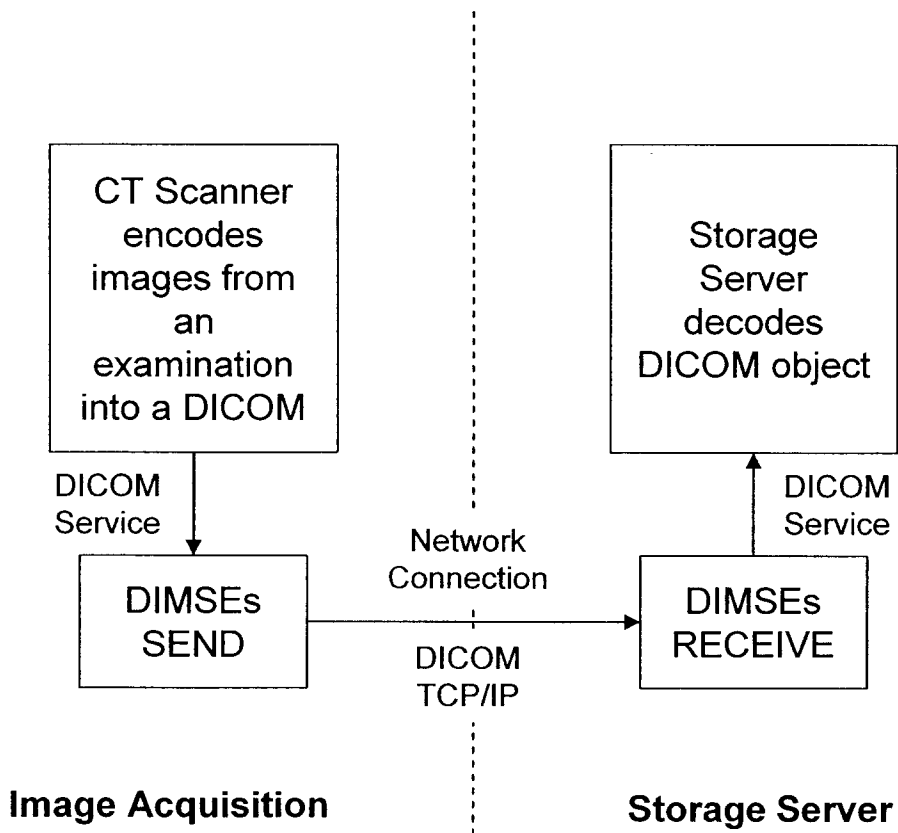 CT Scanner
encodes
images from
an
examination
into a DICOM
Storage
Server
decodes
DICOM object
DICOM
Service
DICOM
Service
Network
Connection
DIMSEs
SEND
DIMSEs
RECEIVE
DICOM
TCP/IP
Image Acquisition
Storage Server